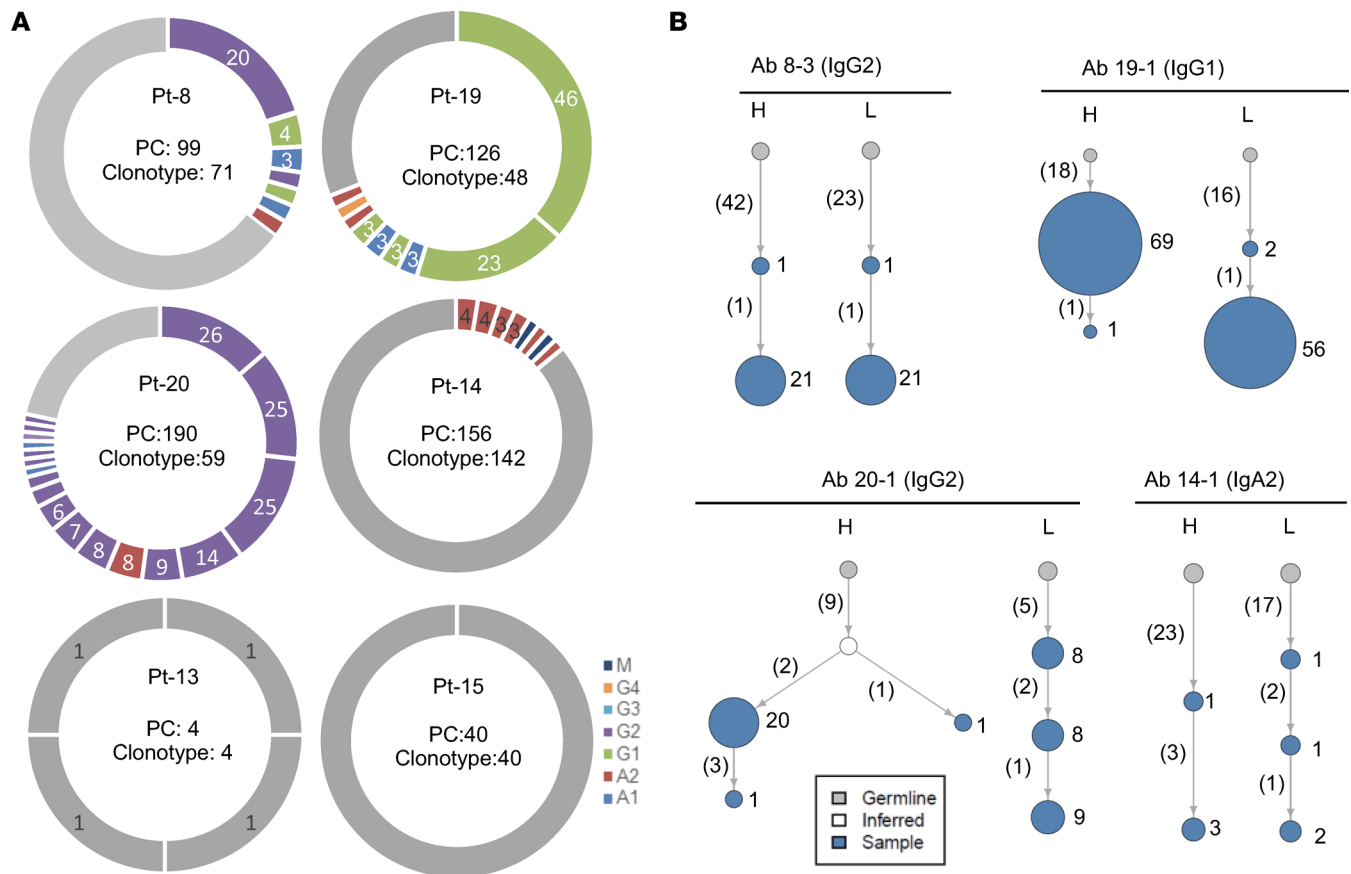 A
B
Pt-8
PC: 99
Clonotype: 71
20
4
3
Pt-19
PC:126
Clonotype:48
46
23
3
3
3
3
Pt-20
PC:190
Clonotype:59
26
25
25
14
9
8
8
7
6
Pt-14
PC:156
Clonotype:142
4
4
3
3
Pt-13
PC: 4
Clonotype: 4
1
1
1
1
Pt-15
PC:40
Clonotype:40
M
G4
G3
G2
G1
A2
A1
Ab 8-3 (IgG2)
H
L
(42)
(23)
1
1
(1)
(1)
21
21
Ab 19-1 (IgG1)
H
L
(18)
(16)
69
2
(1)
(1)
1
56
Ab 20-1 (IgG2)
H
L
(9)
(5)
8
(2)
(1)
(2)
20
1
8
(3)
(1)
1
9
Ab 14-1 (IgA2)
H
L
(23)
(17)
1
1
(2)
(3)
1
(1)
3
2
Germline
Inferred
Sample